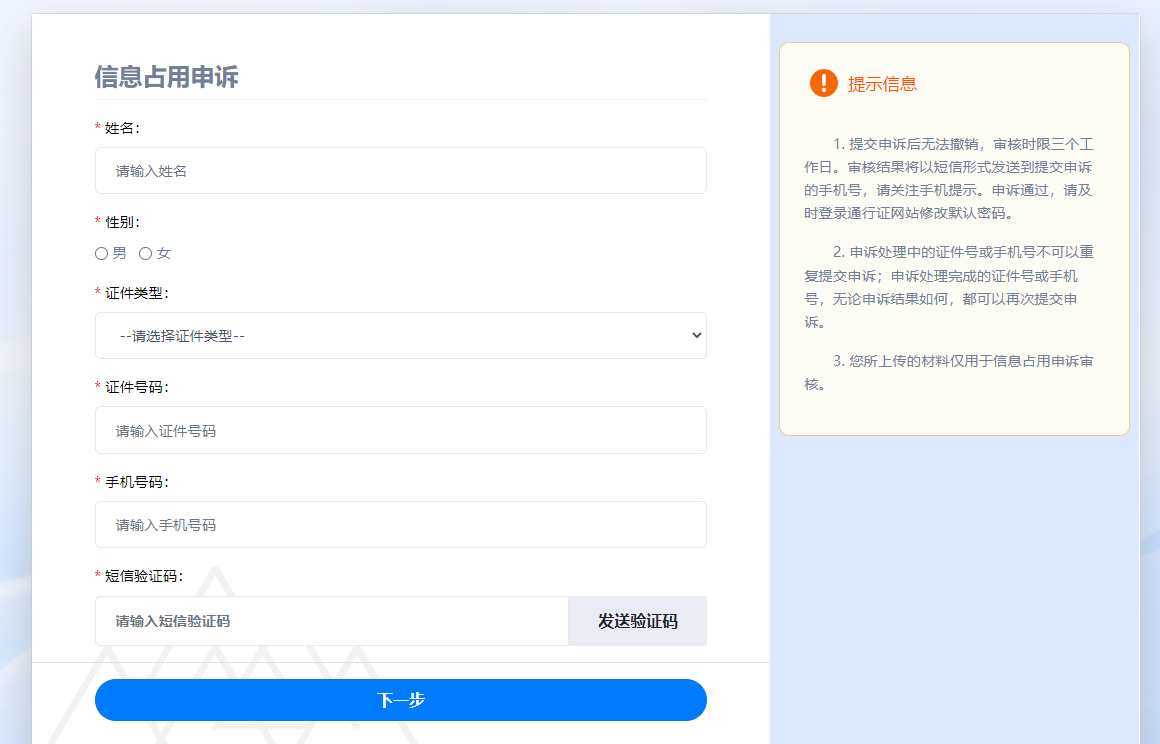 信息占用申诉
* 姓名：
请输入姓名
* 性别：
男 女
* 证件类型：
--请选择证件类型--
* 证件号码：
请输入证件号码
* 手机号码：
请输入手机号码
* 短信验证码：
请输入短信验证码 发送验证码
下一步
提示信息
1. 提交申诉后无法撤销，审核时限三个工
作日。审核结果将以短信形式发送到提交申诉
的手机号，请关注手机提示。申诉通过，请及
时登录通行证网站修改默认密码。
2. 申诉处理中的证件号或手机号不可以重
复提交申诉；申诉处理完成的证件号或手机
号，无论申诉结果如何，都可以再次提交申
诉。
3. 您所上传的材料仅用于信息占用申诉审
核。